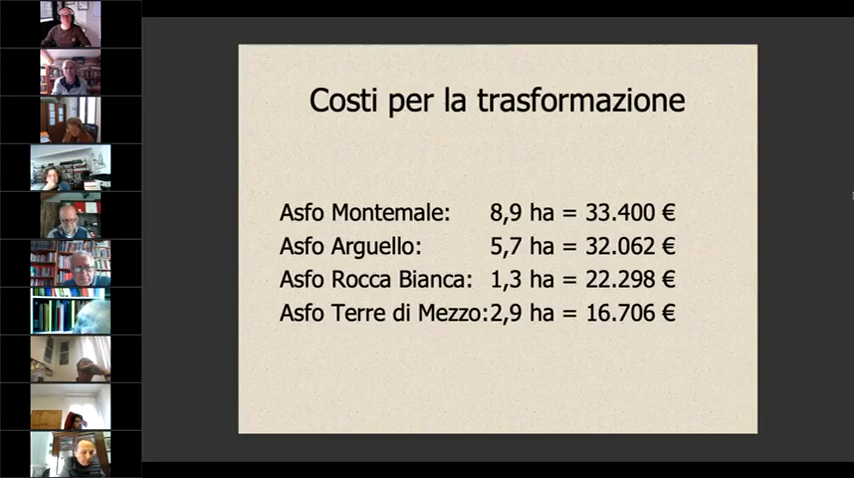 Costi per la trasformazione
Asfo Montemale: 8,9 ha = 33.400 €
Asfo Arguello: 5,7 ha = 32.062 €
Asfo Rocca Bianca: 1,3 ha = 22.298 €
Asfo Terre di Mezzo:2,9 ha = 16.706 €